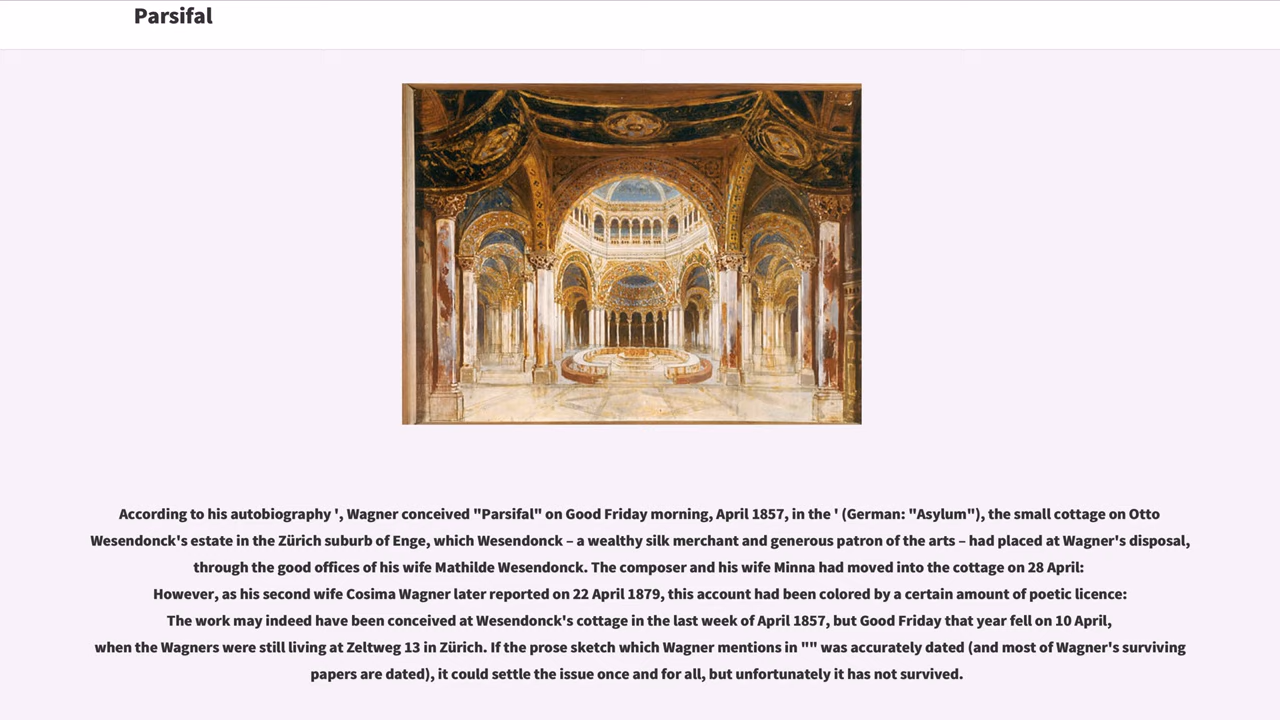 Parsifal
According to his autobiography ', Wagner conceived "Parsifal" on Good Friday morning, April 1857, in the ' (German: "Asylum"), the small cottage on Otto
Wesendonck's estate in the Zürich suburb of Enge, which Wesendonck – a wealthy silk merchant and generous patron of the arts – had placed at Wagner's disposal,
through the good offices of his wife Mathilde Wesendonck. The composer and his wife Minna had moved into the cottage on 28 April:
However, as his second wife Cosima Wagner later reported on 22 April 1879, this account had been colored by a certain amount of poetic licence:
The work may indeed have been conceived at Wesendonck's cottage in the last week of April 1857, but Good Friday that year fell on 10 April,
when the Wagners were still living at Zeltweg 13 in Zürich. If the prose sketch which Wagner mentions in "" was accurately dated (and most of Wagner's surviving
papers are dated), it could settle the issue once and for all, but unfortunately it has not survived.